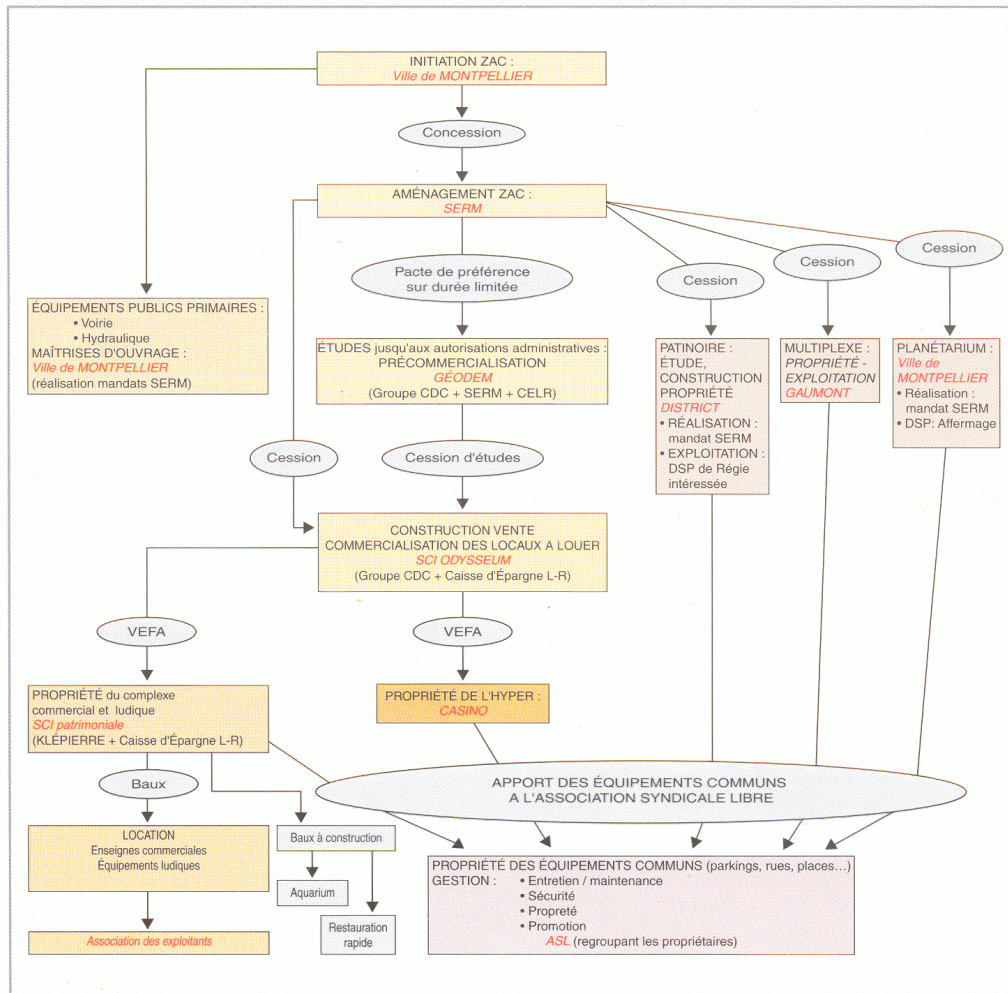 INITIATION ZAC :
Ville de MONTPELLIER
Concession
AMÉNAGEMENT ZAC :
SERM
Pacte de préférence
sur durée limitée
Cession
Cession
Cession
ÉQUIPEMENTS PUBLICS PRIMAIRES :
• Voirie
• Hydraulique
MAÎTRISES D'OUVRAGE :
Ville de MONTPELLIER
(réalisation mandats SERM)
ÉTUDES jusqu'aux autorisations administratives :
PRÉCOMMERCIALISATION
GÉODEM
(Groupe CDC + SERM + CELR)
PATINOIRE :
ÉTUDE,
CONSTRUCTION
PROPRIÉTÉ
DISTRICT
• RÉALISATION :
mandat SERM
• EXPLOITATION :
DSP de Régie
intéressée
MULTIPLEXE :
PROPRIÉTÉ -
EXPLOITATION
GAUMONT
PLANÉTARIUM :
Ville de
MONTPELLIER
• Réalisation :
mandat SERM
• DSP: Affermage
Cession
Cession d'études
CONSTRUCTION VENTE
COMMERCIALISATION DES LOCAUX A LOUER
SCI ODYSSEUM
(Groupe CDC + Caisse d'Épargne L-R)
VEFA
VEFA
PROPRIÉTÉ du complexe
commercial et ludique
SCI patrimoniale
(KLÉPIERRE + Caisse d'Épargne L-R)
PROPRIÉTÉ DE L'HYPER :
CASINO
Baux
APPORT DES ÉQUIPEMENTS COMMUNS
A L'ASSOCIATION SYNDICALE LIBRE
LOCATION
Enseignes commerciales
Équipements ludiques
Baux à construction
Aquarium
Restauration
rapide
Association des exploitants
PROPRIÉTÉ DES ÉQUIPEMENTS COMMUNS (parkings, rues, places...)
GESTION :
• Entretien / maintenance
• Sécurité
• Propreté
• Promotion
ASL (regroupant les propriétaires)